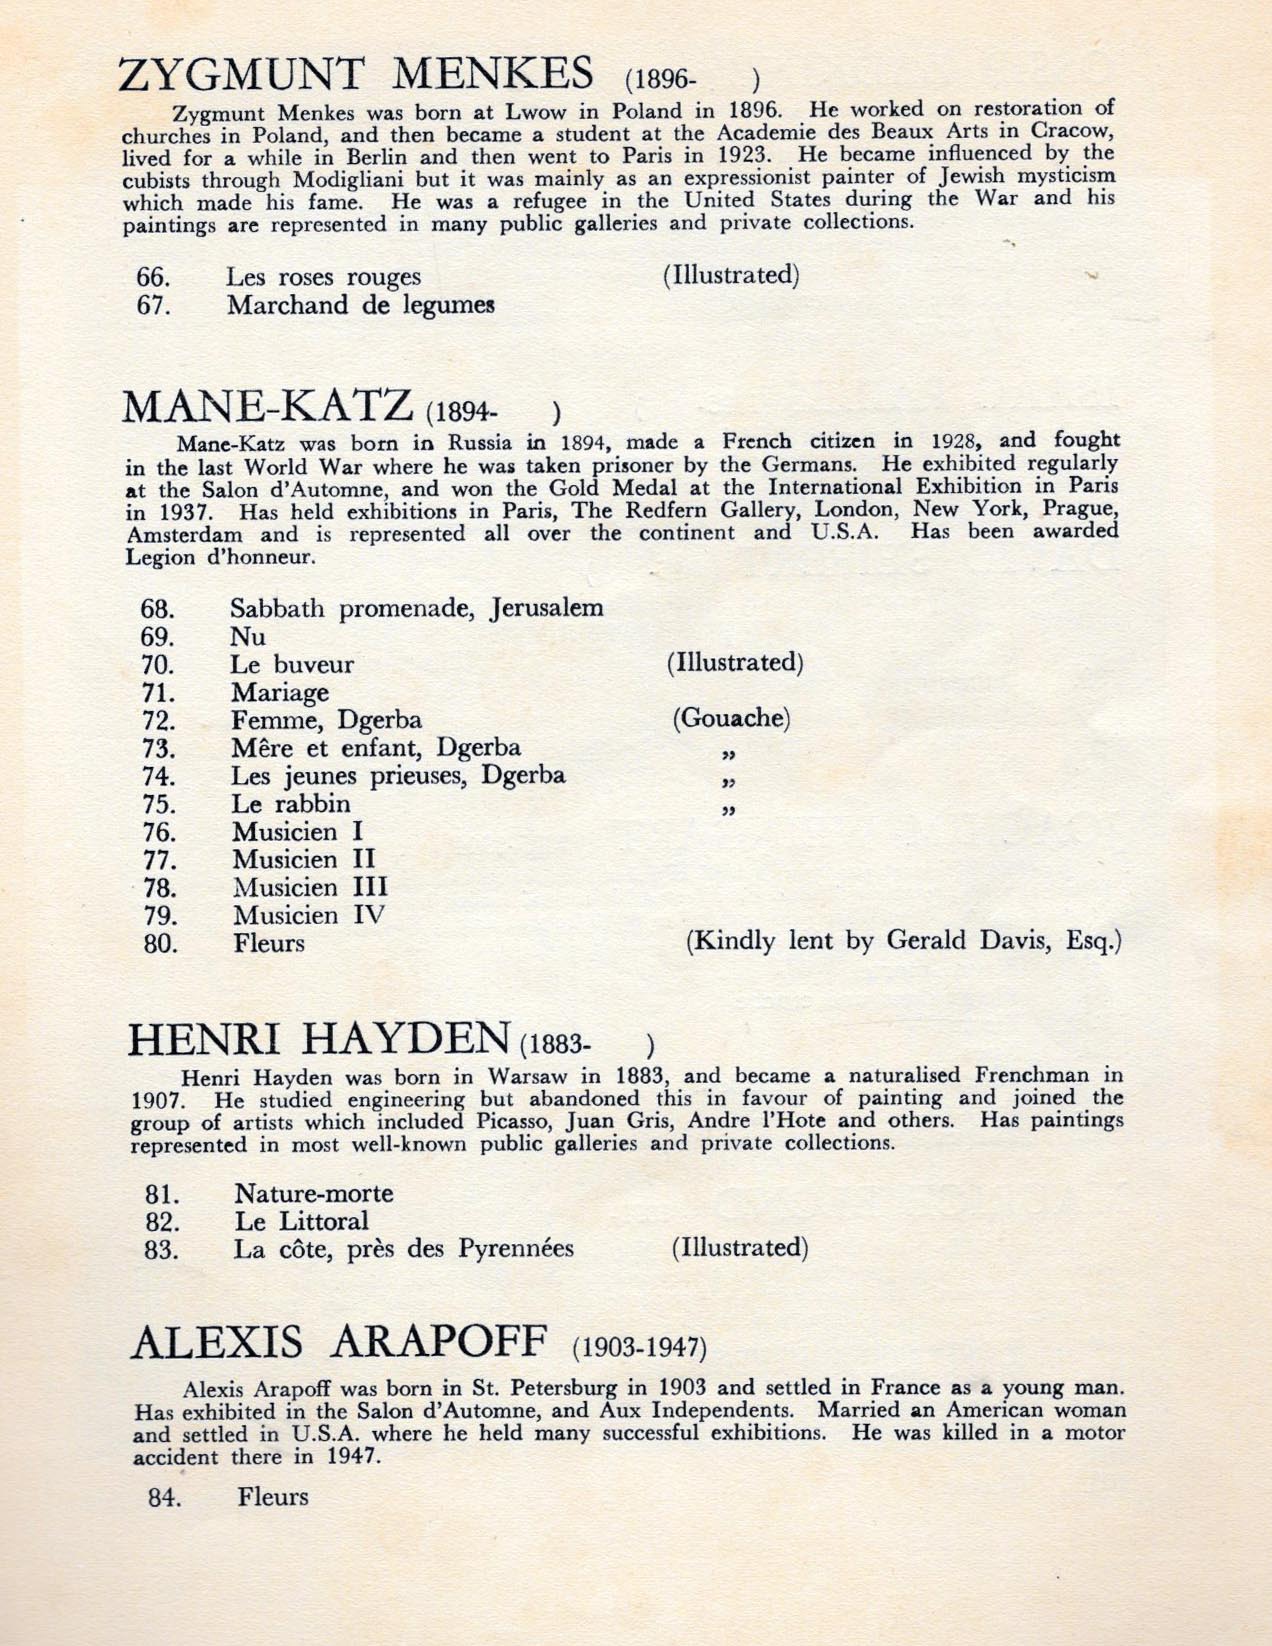 ZYGMUNT MENKES (1896- )
Zygmunt Menkes was born at Lwow in Poland in 1896. He worked on restoration of
churches in Poland, and then became a student at the Academie des Beaux Arts in Cracow,
lived for a while in Berlin and then went to Paris in 1923. He became influenced by the
cubists through Modigliani but it was mainly as an expressionist painter of Jewish mysticism
which made his fame. He was a refugee in the United States during the War and his
paintings are represented in many public galleries and private collections.
66. Les roses rouges (Illustrated)
67. Marchand de legumes
MANE-KATZ (1894- )
Mane-Katz was born in Russia in 1894, made a French citizen in 1928, and fought
in the last World War where he was taken prisoner by the Germans. He exhibited regularly
at the Salon d'Automne, and won the Gold Medal at the International Exhibition in Paris
in 1937. Has held exhibitions in Paris, The Redfern Gallery, London, New York, Prague,
Amsterdam and is represented all over the continent and U.S.A. Has been awarded
Legion d'honneur.
68. Sabbath promenade, Jerusalem
69. Nu
70. Le buveur (Illustrated)
71. Mariage
72. Femme, Dgerba (Gouache)
73. Mêre et enfant, Dgerba „
74. Les jeunes prieuses, Dgerba „
75. Le rabbin „
76. Musicien I
77. Musicien II
78. Musicien III
79. Musicien IV
80. Fleurs (Kindly lent by Gerald Davis, Esq.)
HENRI HAYDEN (1883- )
Henri Hayden was born in Warsaw in 1883, and became a naturalised Frenchman in
1907. He studied engineering but abandoned this in favour of painting and joined the
group of artists which included Picasso, Juan Gris, Andre l'Hote and others. Has paintings
represented in most well-known public galleries and private collections.
81. Nature-morte
82. Le Littoral
83. La côte, près des Pyrennées (Illustrated)
ALEXIS ARAPOFF (1903-1947)
Alexis Arapoff was born in St. Petersburg in 1903 and settled in France as a young man.
Has exhibited in the Salon d'Automne, and Aux Independents. Married an American woman
and settled in U.S.A. where he held many successful exhibitions. He was killed in a motor
accident there in 1947.
84. Fleurs